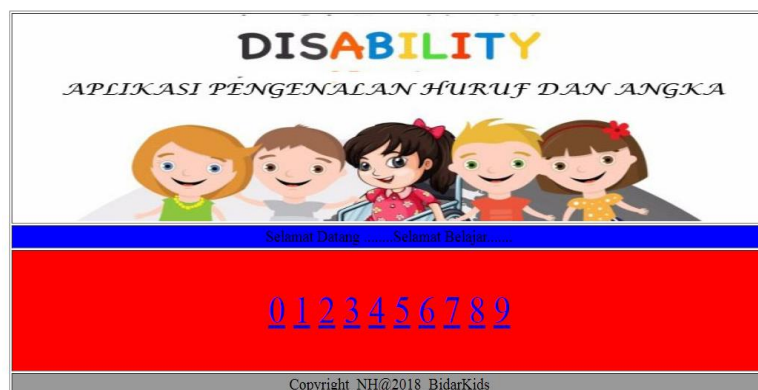 DISABILITY
APLIKASI PENGENALAN HURUF DAN ANGKA
Selamat Datang ........Selamat Belajar......
0 1 2 3 4 5 6 7 8 9
Copyright NH@2018 BidarKids